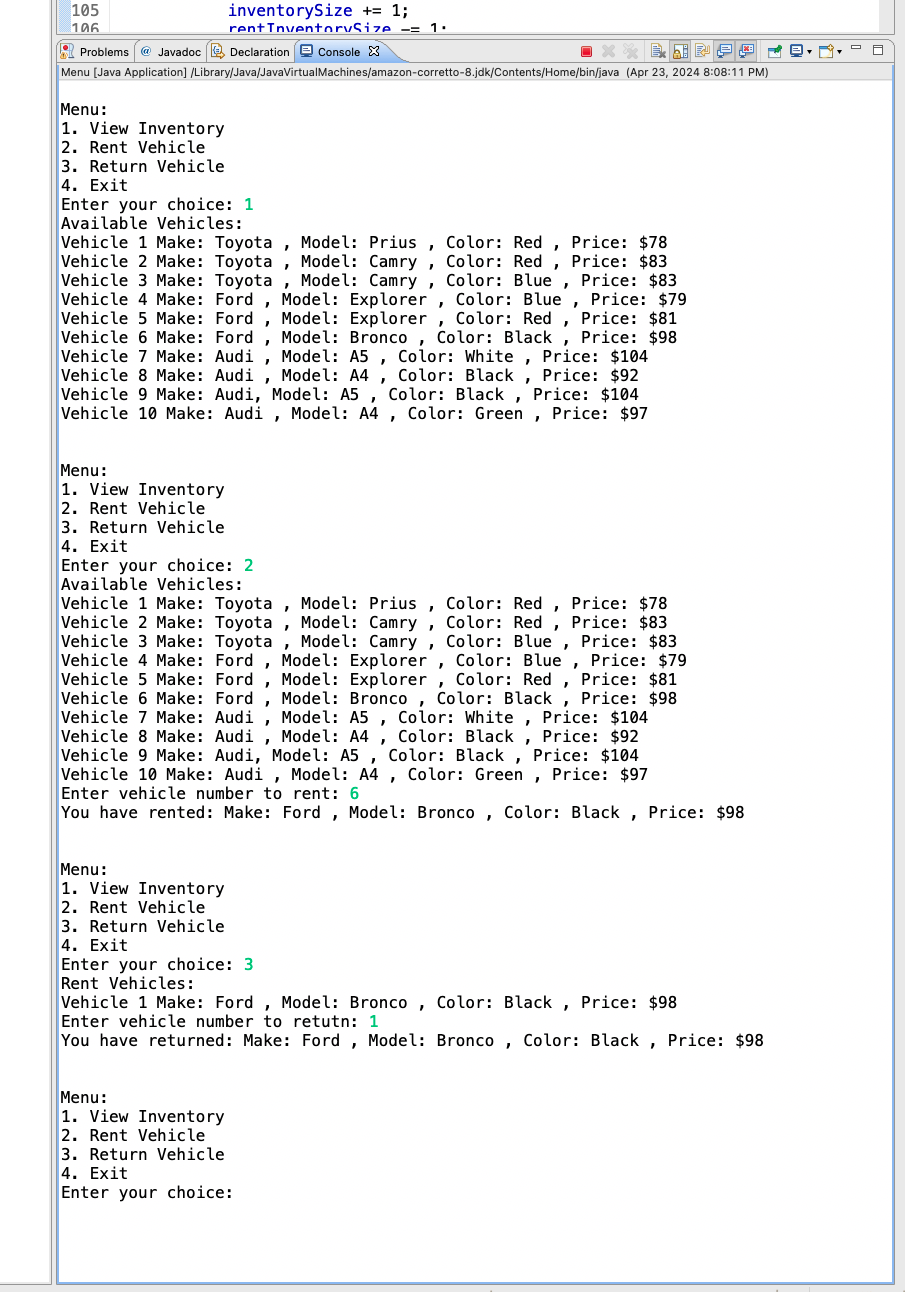 105 inventorySize += 1;
106 rentInventorySize -= 1;
Problems @ Javadoc Declaration Console
Menu [Java Application] /Library/Java/JavaVirtualMachines/amazon-corretto-8.jdk/Contents/Home/bin/java (Apr 23, 2024 8:08:11 PM)
Menu:
1. View Inventory
2. Rent Vehicle
3. Return Vehicle
4. Exit
Enter your choice: 1
Available Vehicles:
Vehicle 1 Make: Toyota , Model: Prius , Color: Red , Price: $78
Vehicle 2 Make: Toyota , Model: Camry , Color: Red , Price: $83
Vehicle 3 Make: Toyota , Model: Camry , Color: Blue , Price: $83
Vehicle 4 Make: Ford , Model: Explorer , Color: Blue , Price: $79
Vehicle 5 Make: Ford , Model: Explorer , Color: Red , Price: $81
Vehicle 6 Make: Ford , Model: Bronco , Color: Black , Price: $98
Vehicle 7 Make: Audi , Model: A5 , Color: White , Price: $104
Vehicle 8 Make: Audi , Model: A4 , Color: Black , Price: $92
Vehicle 9 Make: Audi, Model: A5 , Color: Black , Price: $104
Vehicle 10 Make: Audi , Model: A4 , Color: Green , Price: $97
Menu:
1. View Inventory
2. Rent Vehicle
3. Return Vehicle
4. Exit
Enter your choice: 2
Available Vehicles:
Vehicle 1 Make: Toyota , Model: Prius , Color: Red , Price: $78
Vehicle 2 Make: Toyota , Model: Camry , Color: Red , Price: $83
Vehicle 3 Make: Toyota , Model: Camry , Color: Blue , Price: $83
Vehicle 4 Make: Ford , Model: Explorer , Color: Blue , Price: $79
Vehicle 5 Make: Ford , Model: Explorer , Color: Red , Price: $81
Vehicle 6 Make: Ford , Model: Bronco , Color: Black , Price: $98
Vehicle 7 Make: Audi , Model: A5 , Color: White , Price: $104
Vehicle 8 Make: Audi , Model: A4 , Color: Black , Price: $92
Vehicle 9 Make: Audi, Model: A5 , Color: Black , Price: $104
Vehicle 10 Make: Audi , Model: A4 , Color: Green , Price: $97
Enter vehicle number to rent: 6
You have rented: Make: Ford , Model: Bronco , Color: Black , Price: $98
Menu:
1. View Inventory
2. Rent Vehicle
3. Return Vehicle
4. Exit
Enter your choice: 3
Rent Vehicles:
Vehicle 1 Make: Ford , Model: Bronco , Color: Black , Price: $98
Enter vehicle number to retutn: 1
You have returned: Make: Ford , Model: Bronco , Color: Black , Price: $98
Menu:
1. View Inventory
2. Rent Vehicle
3. Return Vehicle
4. Exit
Enter your choice: